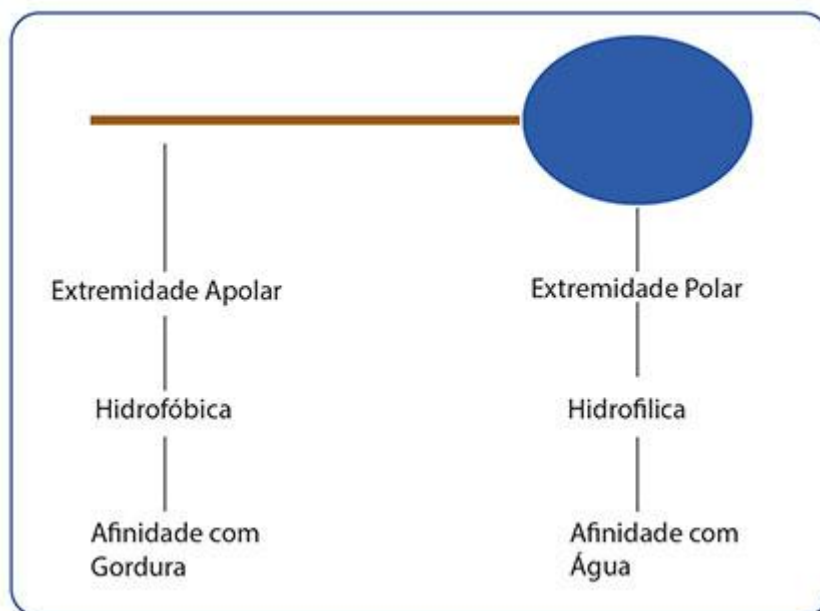 Extremidade Apolar
Hidrofóbica
Afinidade com
Gordura
Extremidade Polar
Hidrofilica
Afinidade com
Água